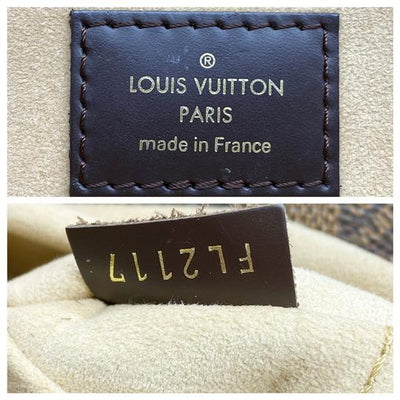 ®
LOUIS VUITTON
PARIS
made in France
FL2117